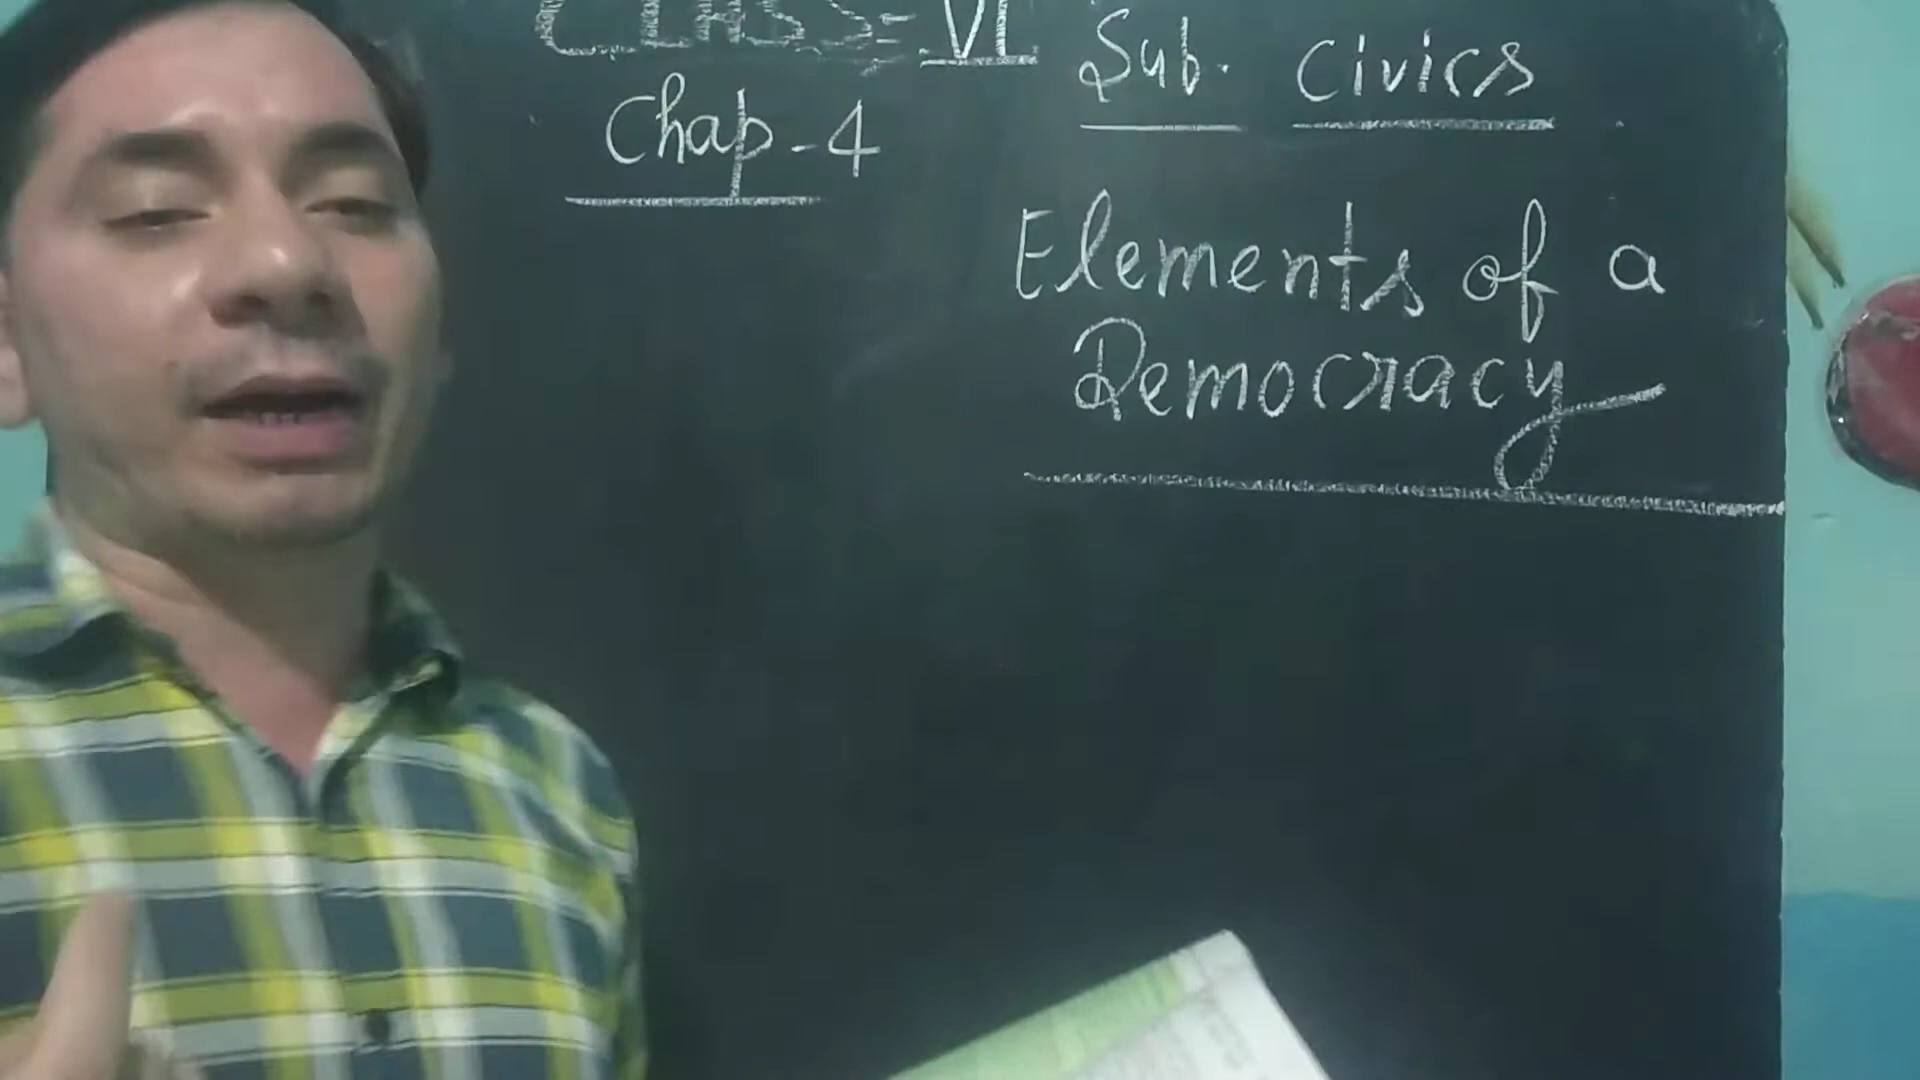 CLASS= VI
Chap-4
Sub. Civics
Elements of a
Democracy